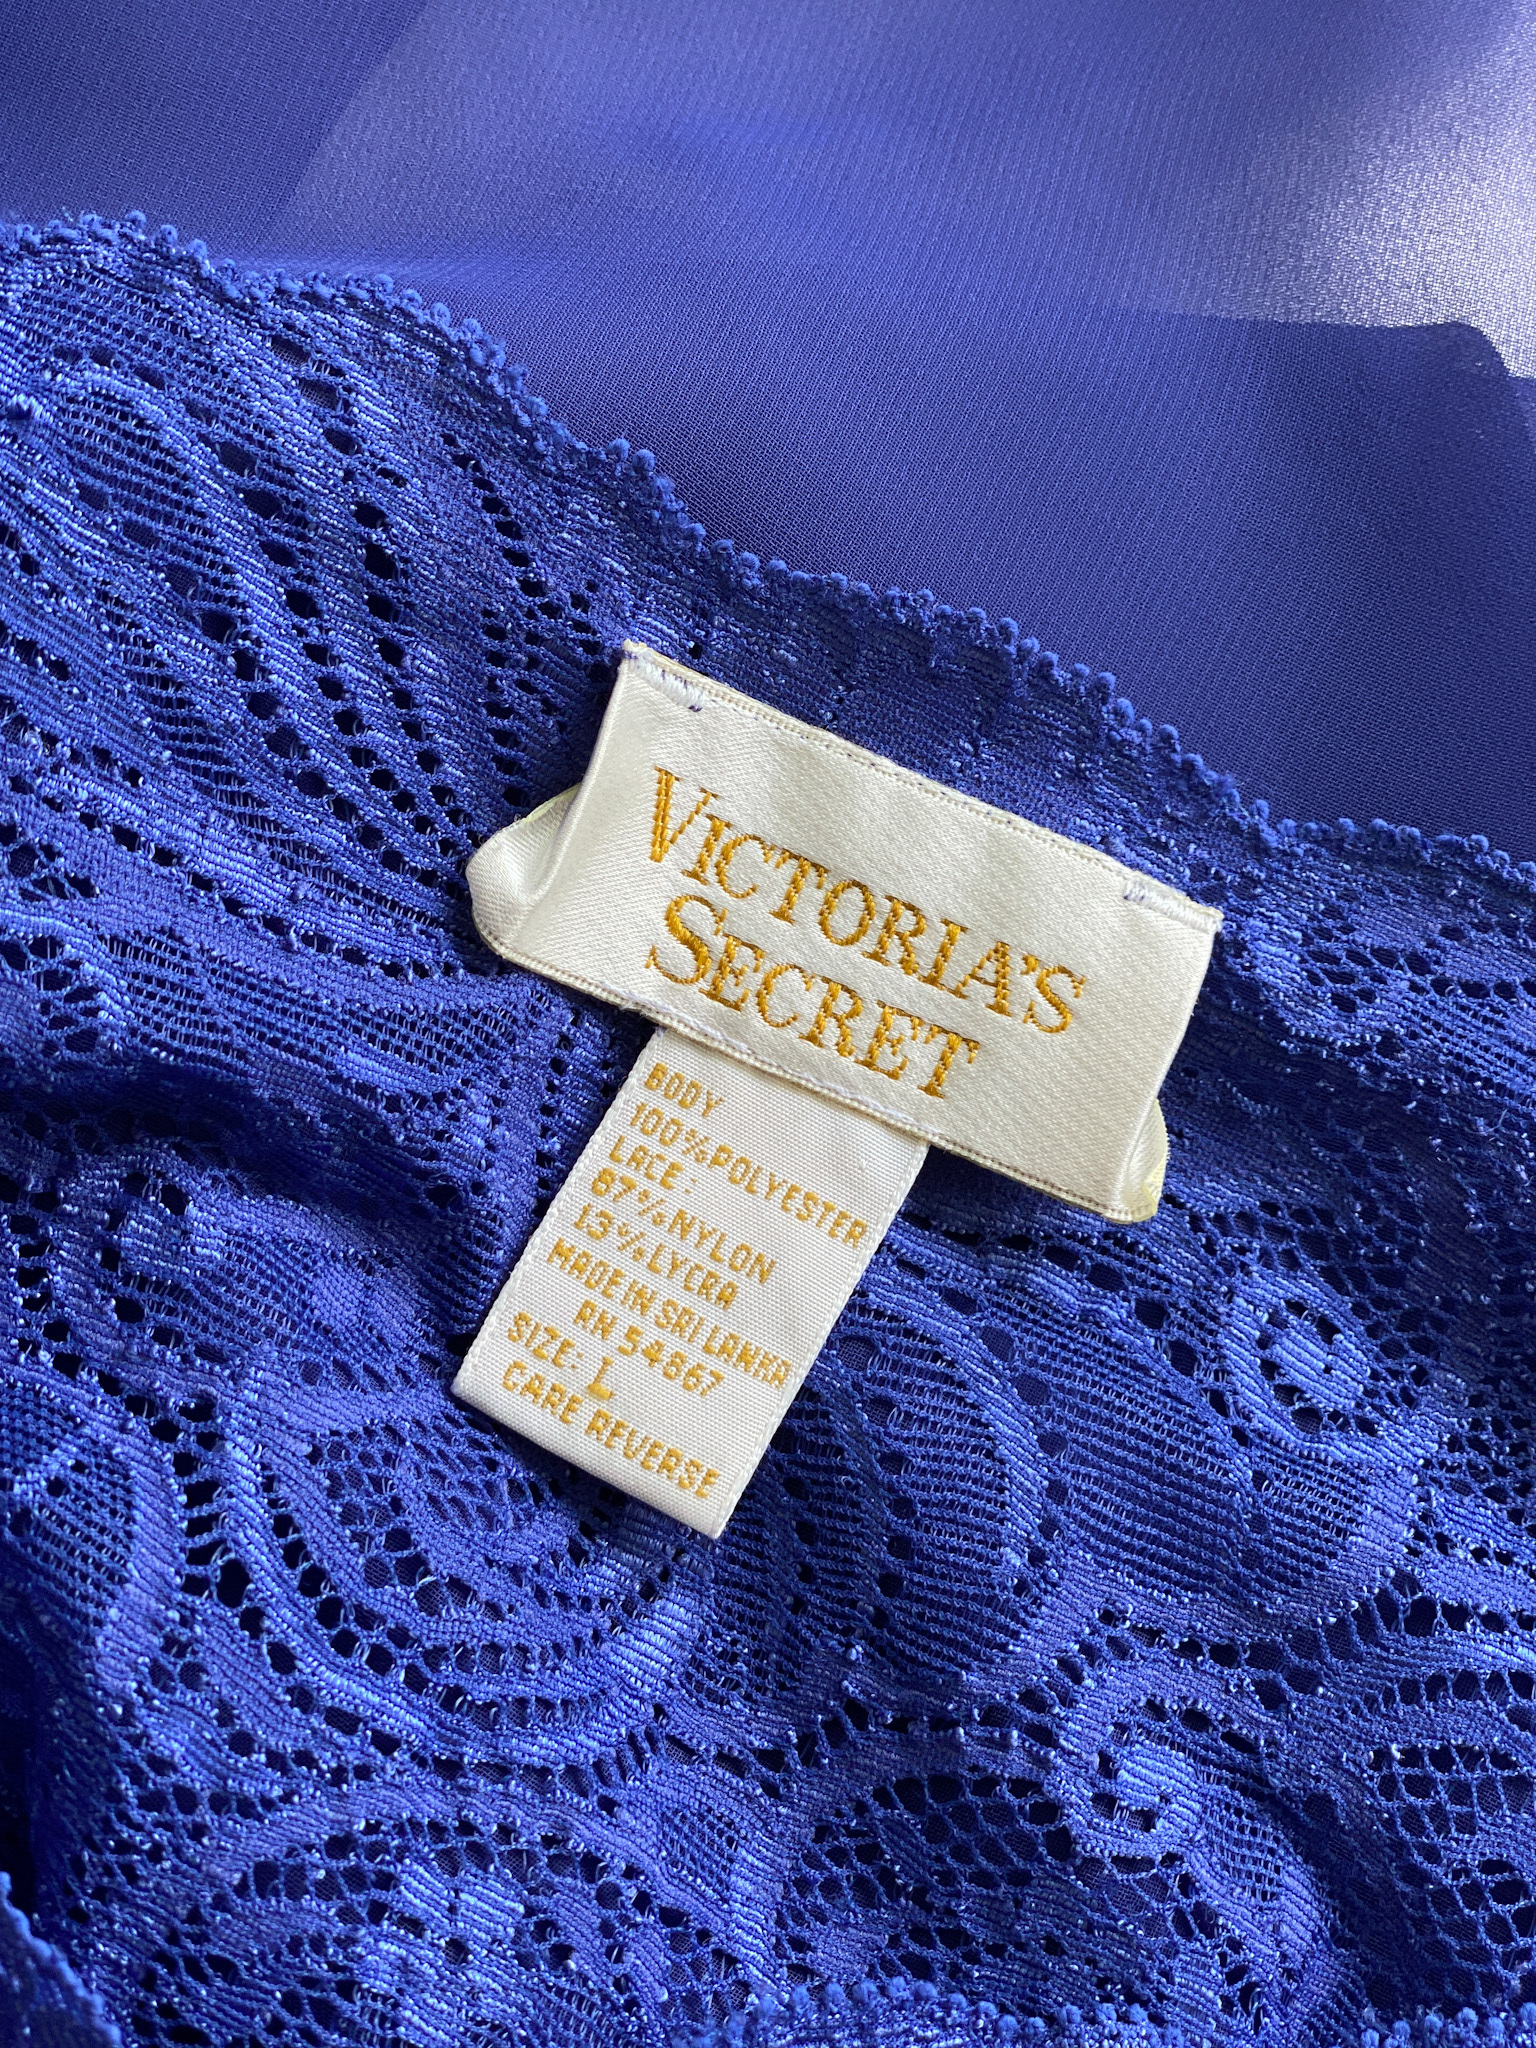 VICTORIA'S
SECRET
BODY
100%POLYESTER
LACE:
87%NYLON
13%LYCRA
MADE IN SRI LANKA
RN 54867
SIZE: L
CARE REVERSE